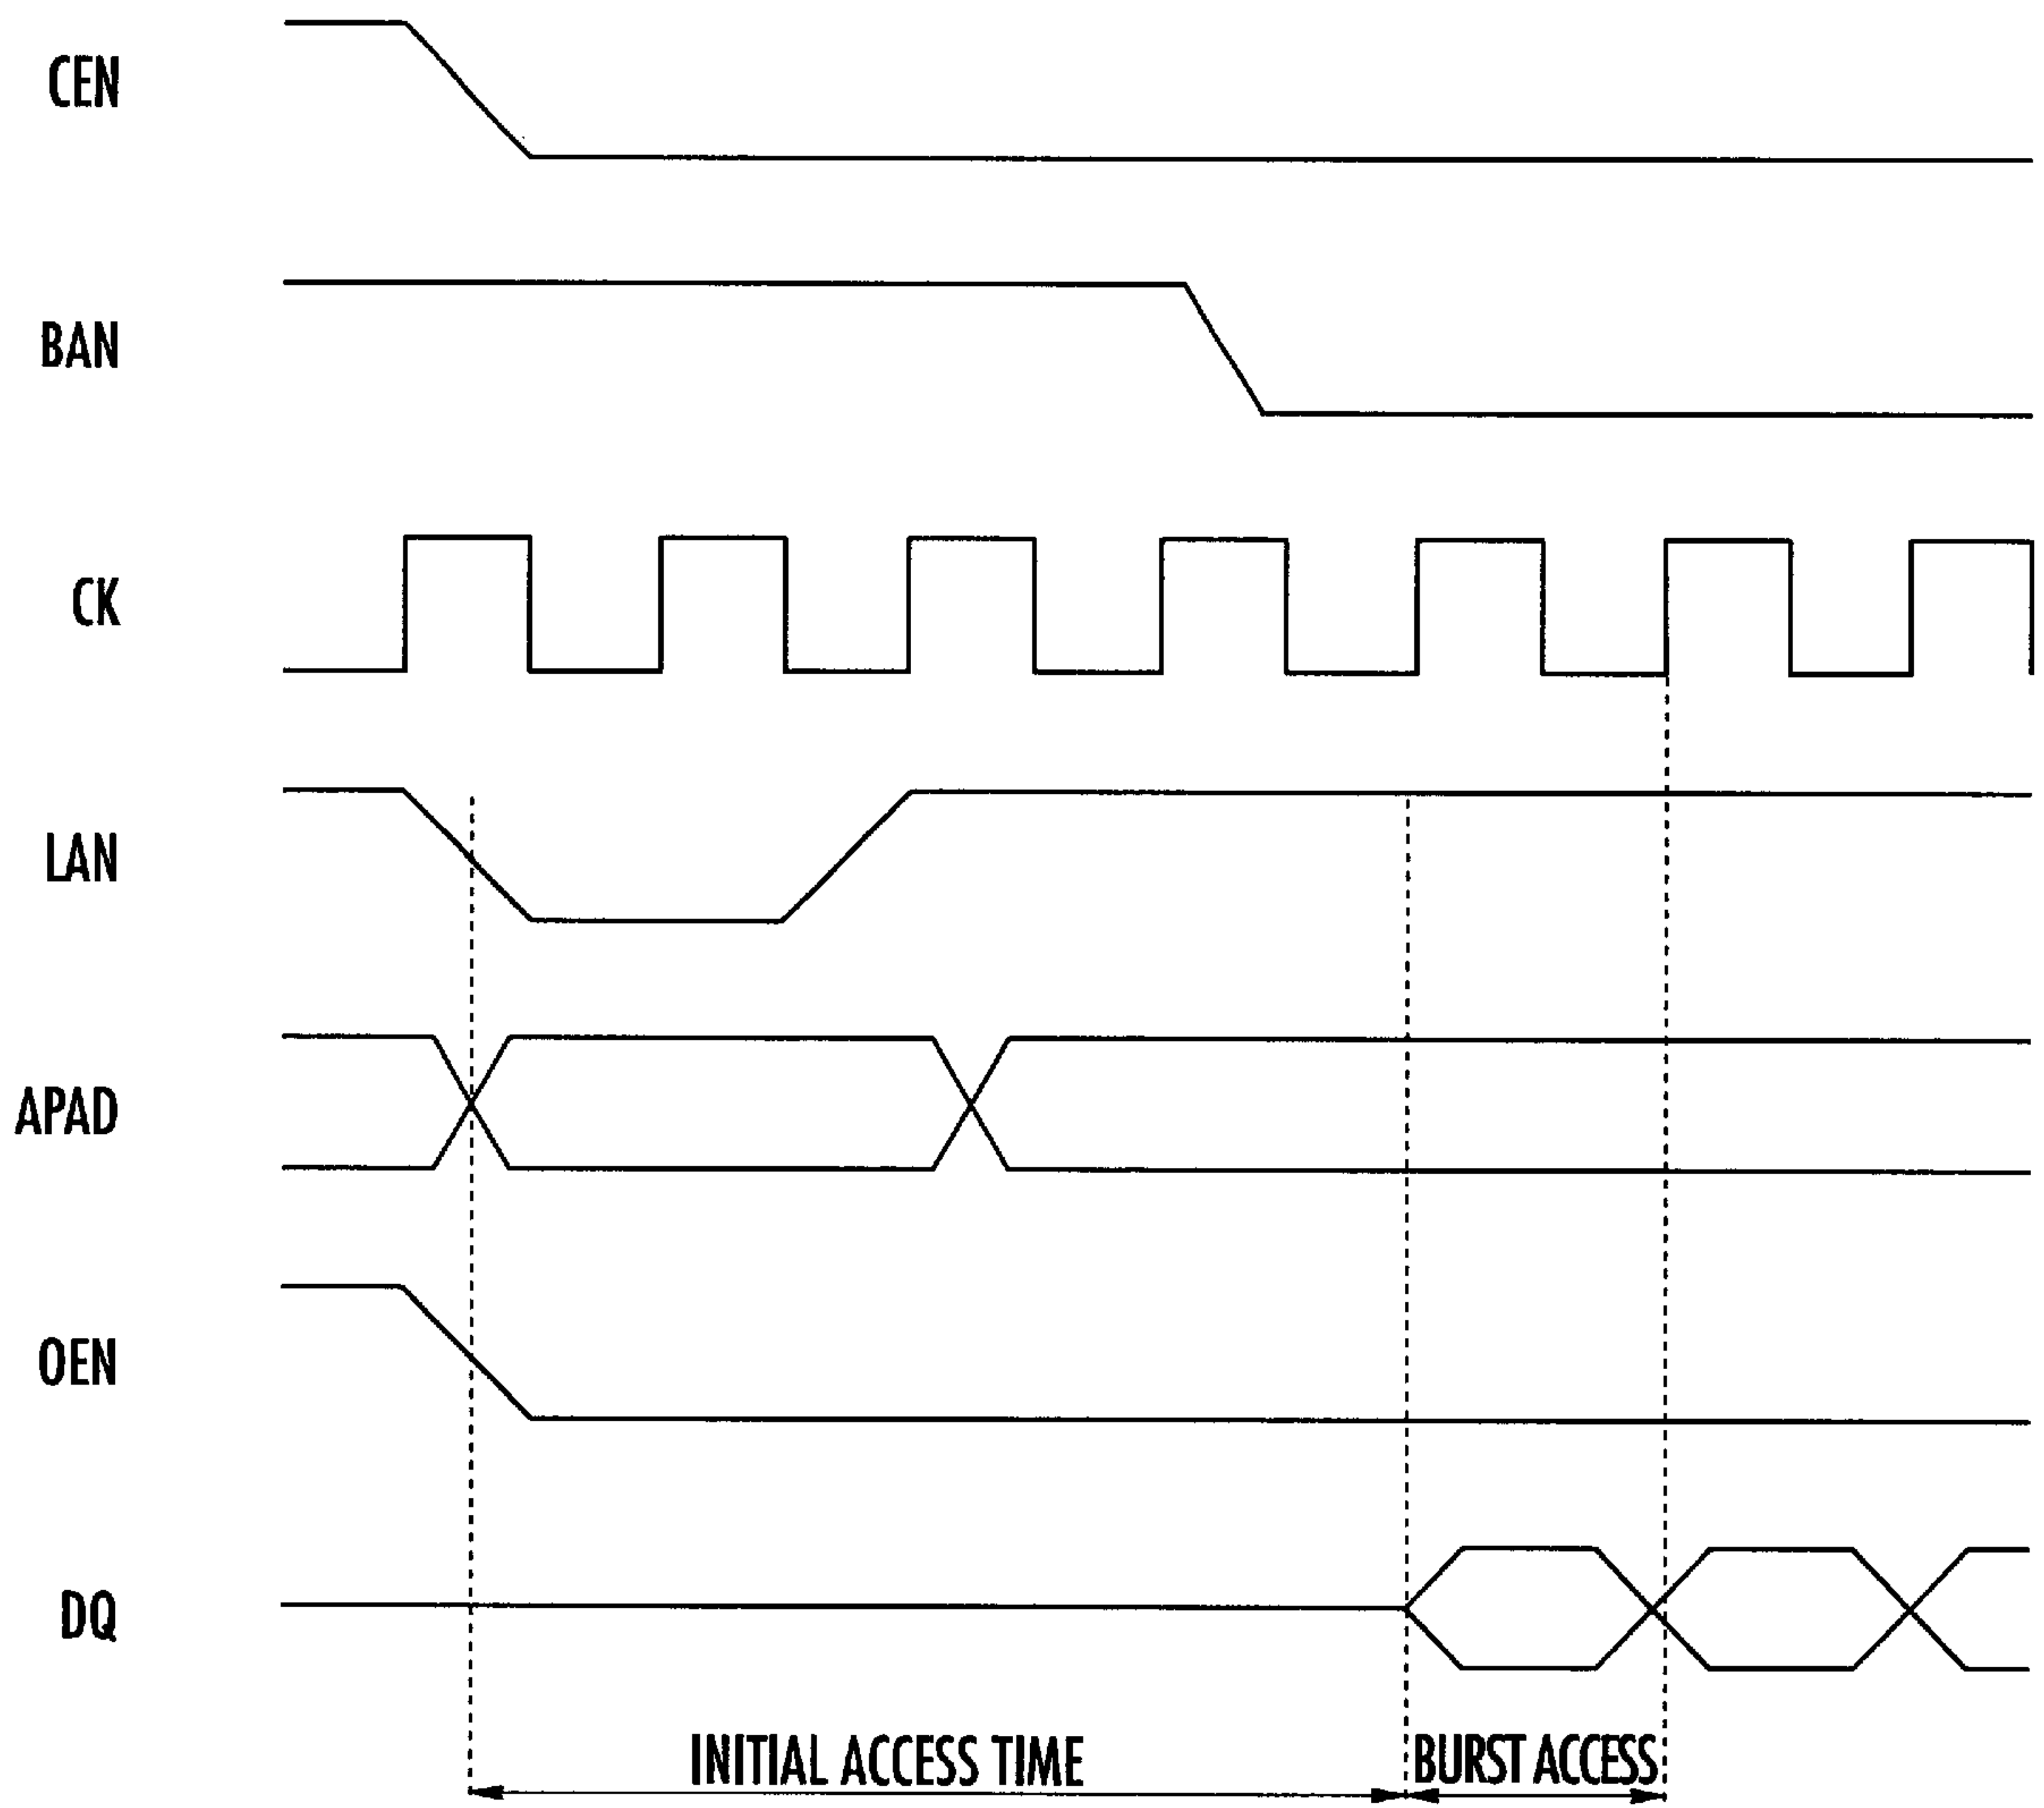 CEN
BAN
CK
LAN
APAD
OEN
DQ
INITIAL ACCESS TIME
BURST ACCESS